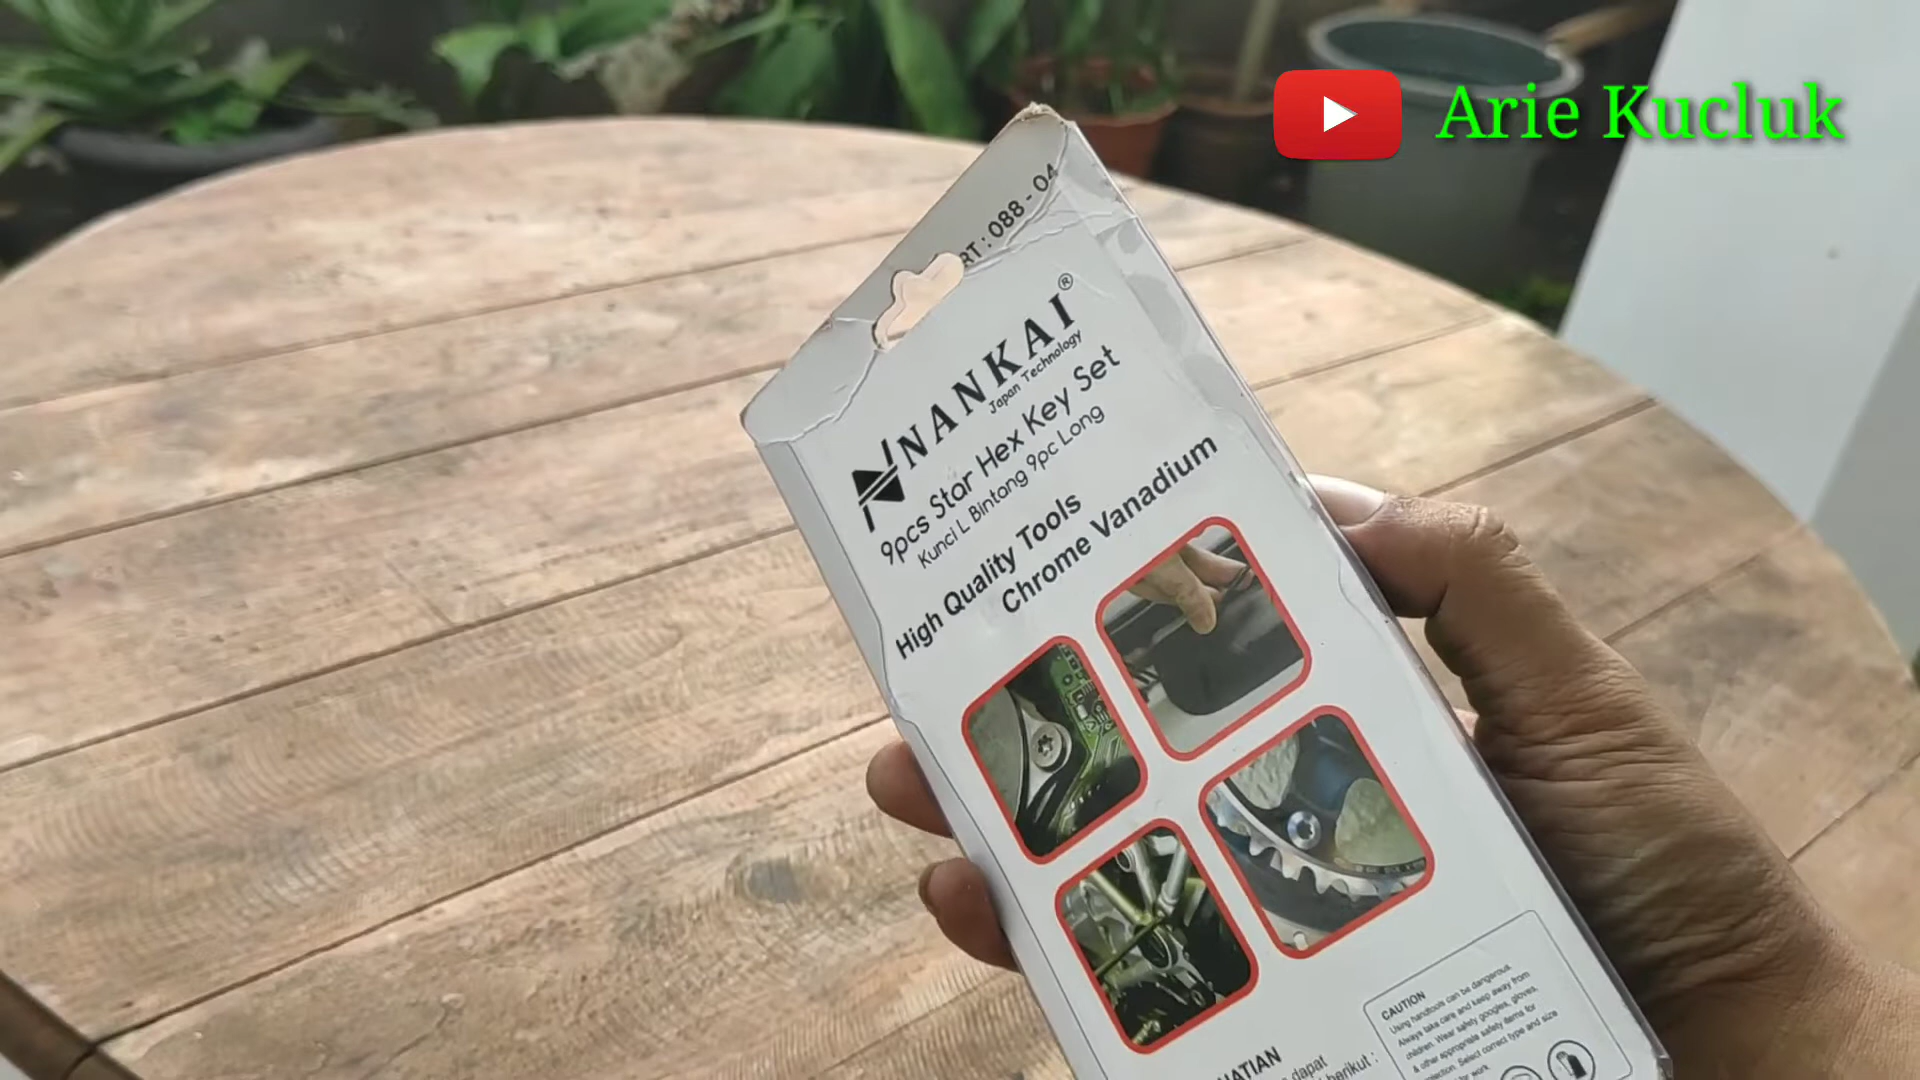 Arie Kucluk
RT : 088 - 04
NANKAI®
Japan Technology
9pcs Star Hex Key Set
Kunci L Bintang 9pc Long
High Quality Tools
Chrome Vanadium
CAUTION
Using handtools can be dangerous.
Always take care and keep away from
children. Wear safety googles, gloves,
& other appropriate safety items for
protection. Select correct type and size
for work.
HATIAN
dapat
berikut :